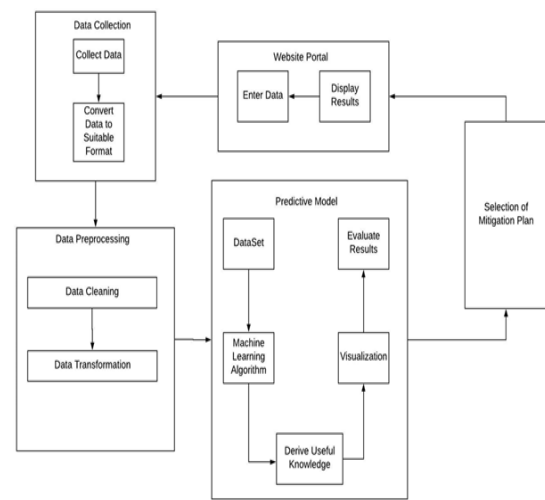 Data Collection
Collect Data
Convert
Data to
Suitable
Format
Website Portal
Enter Data
Display
Results
Selection of
Mitigation Plan
Data Preprocessing
Data Cleaning
Data Transformation
Predictive Model
DataSet
Evaluate
Results
Machine
Learning
Algorithm
Visualization
Derive Useful
Knowledge